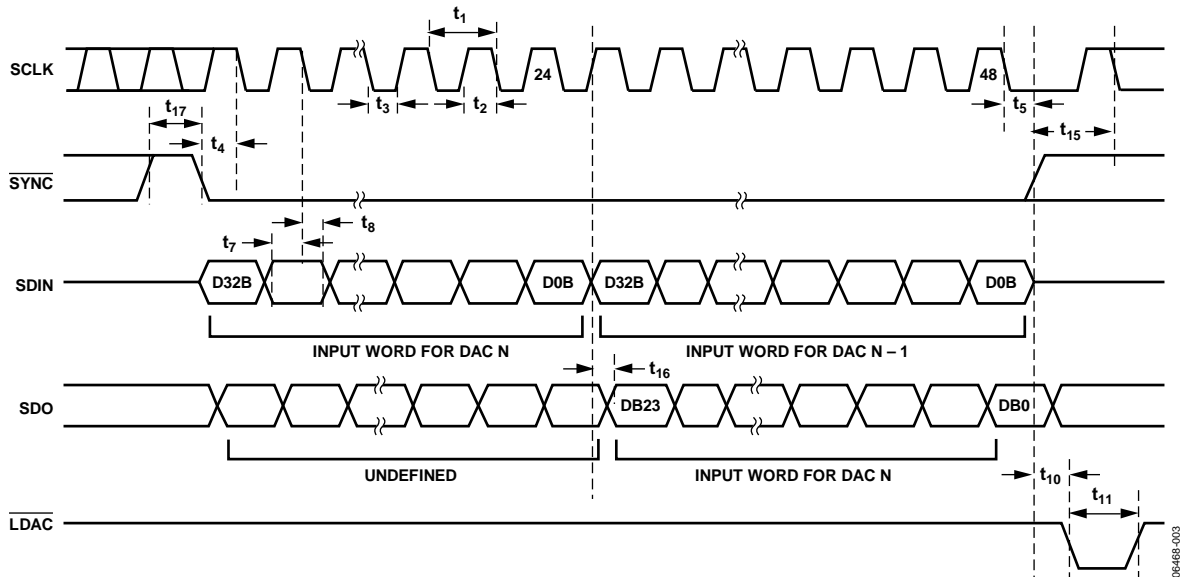 t1
SCLK
24
48
t3
t2
t5
t17
t4
t15
SYNC
t8
t7
SDIN
D32B
D0B
D32B
D0B
INPUT WORD FOR DAC N
INPUT WORD FOR DAC N – 1
t16
SDO
DB23
DB0
UNDEFINED
INPUT WORD FOR DAC N
t10
t11
LDAC
06468-003